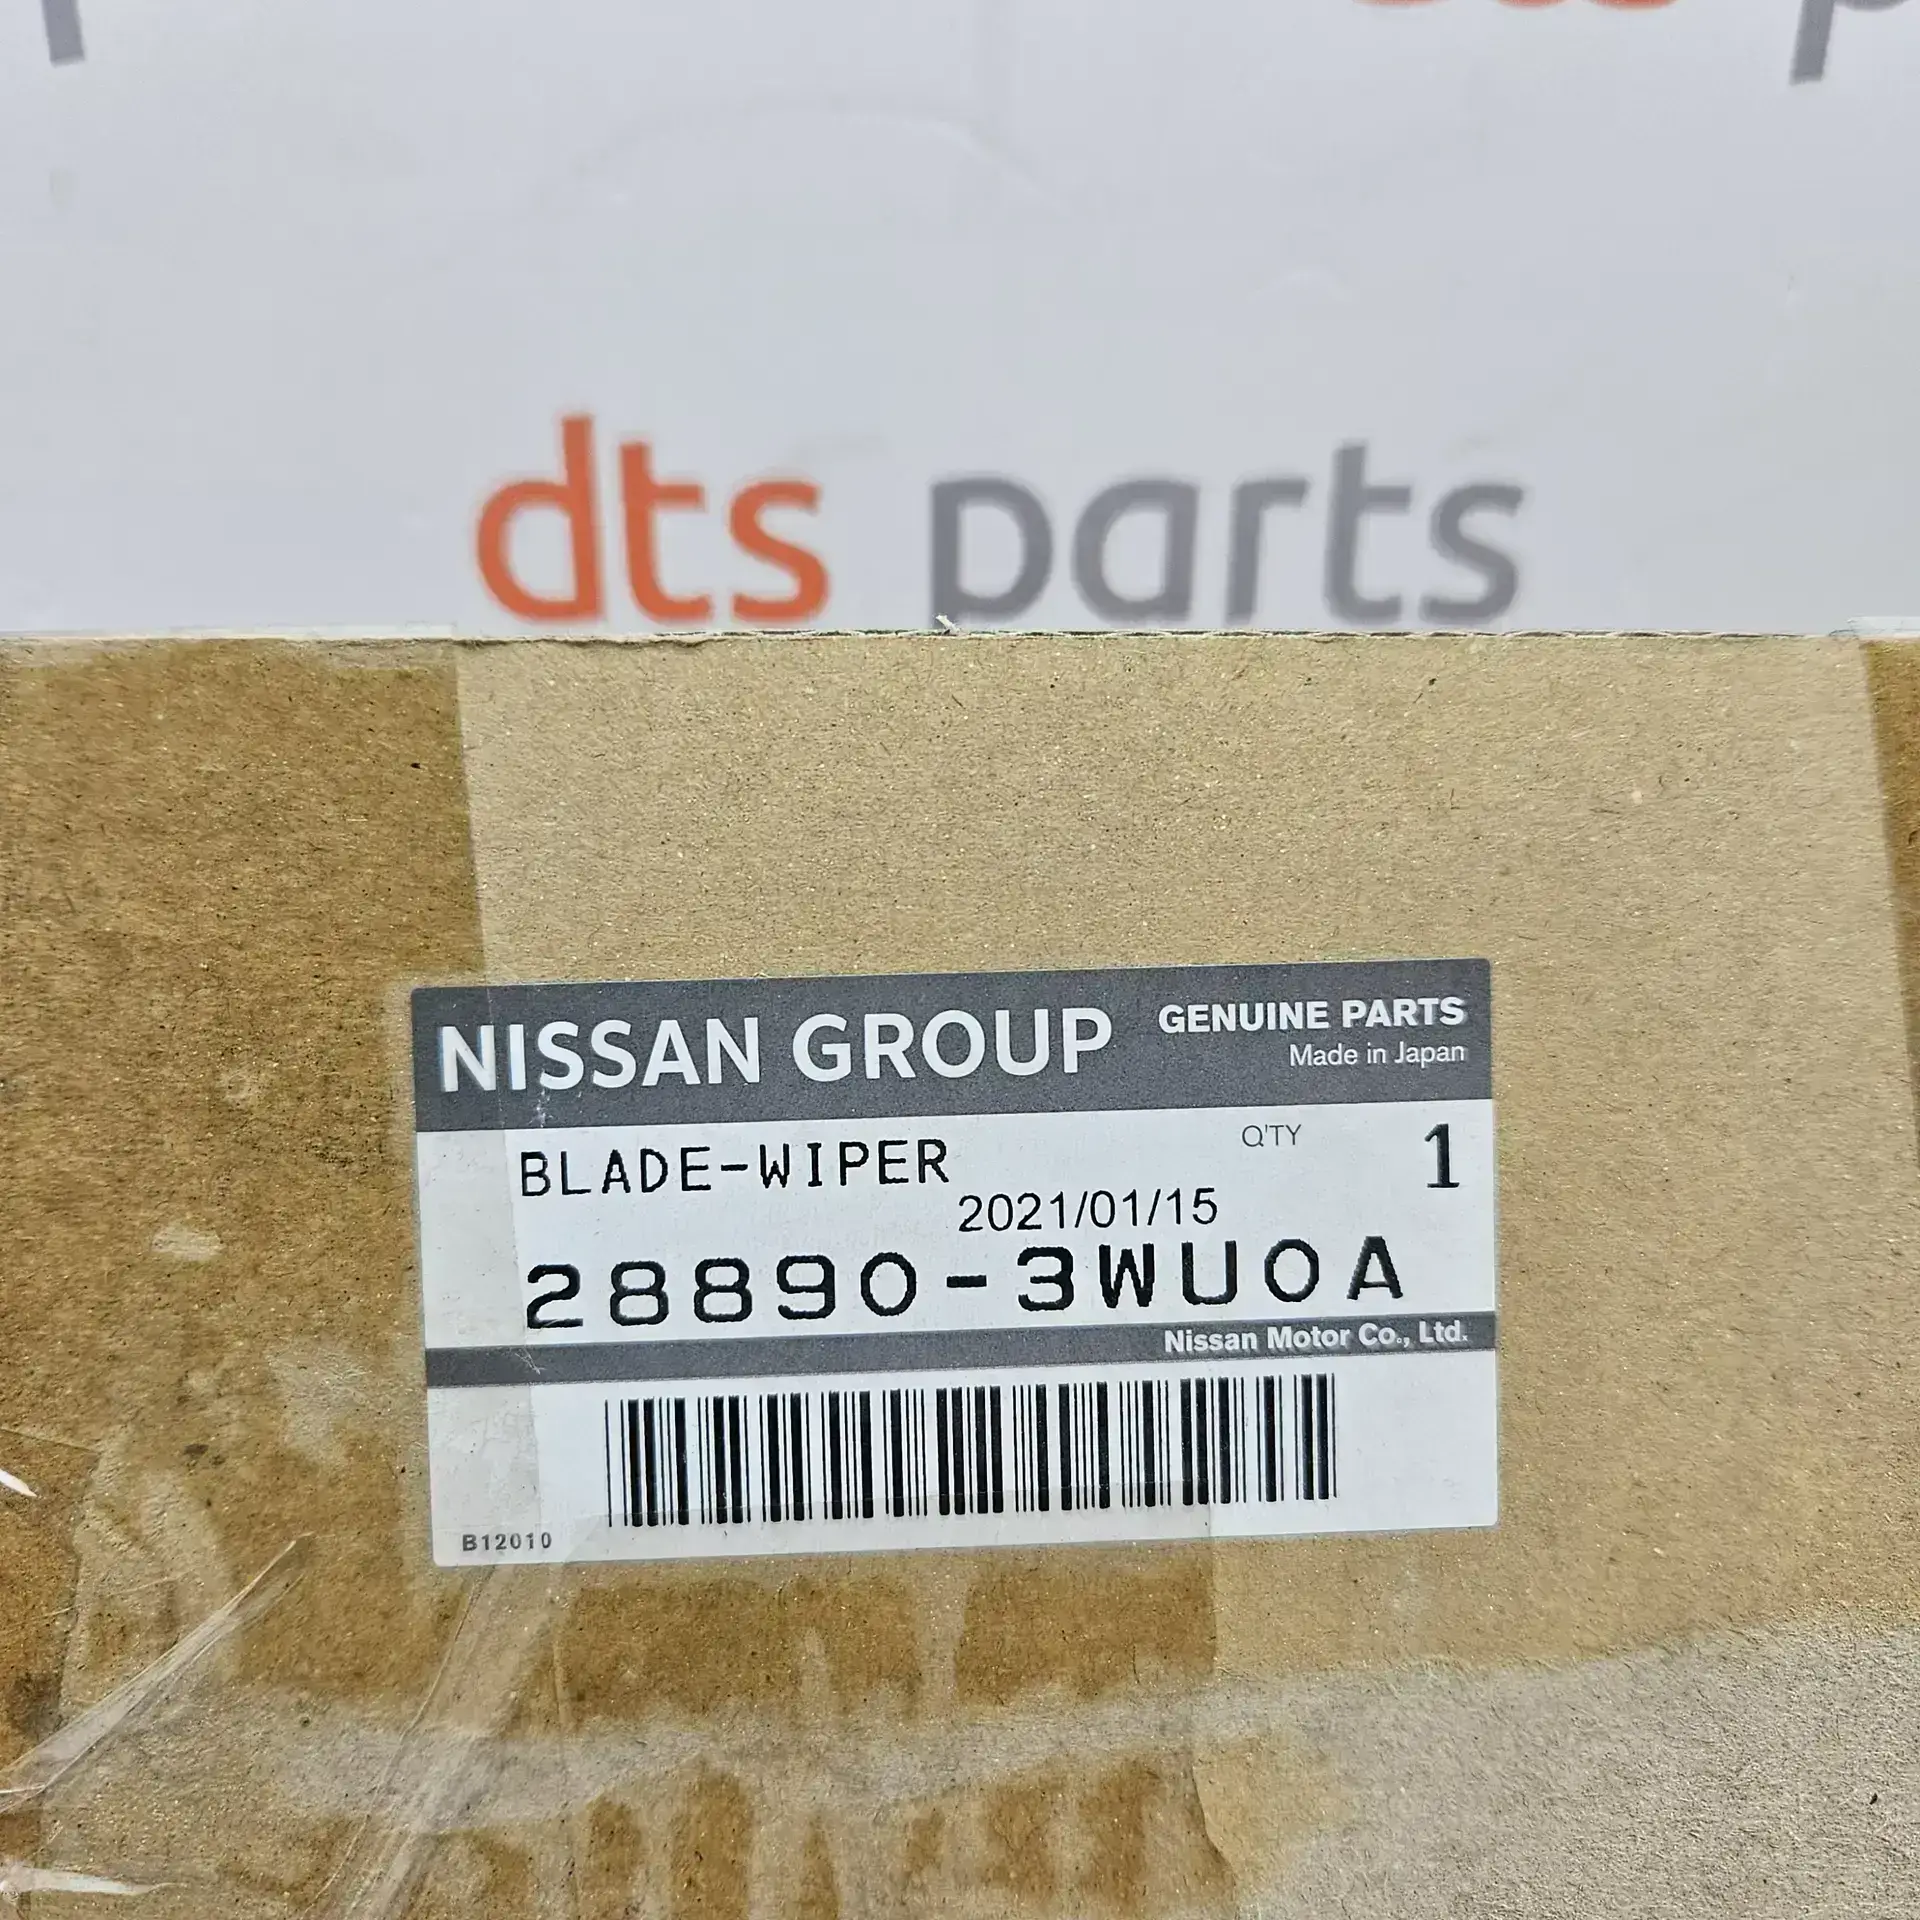 dts parts
NISSAN GROUP
GENUINE PARTS
Made in Japan
BLADE-WIPER
Q'TY 1
2021/01/15
28890-3WU0A
Nissan Motor Co., Ltd.
B12010